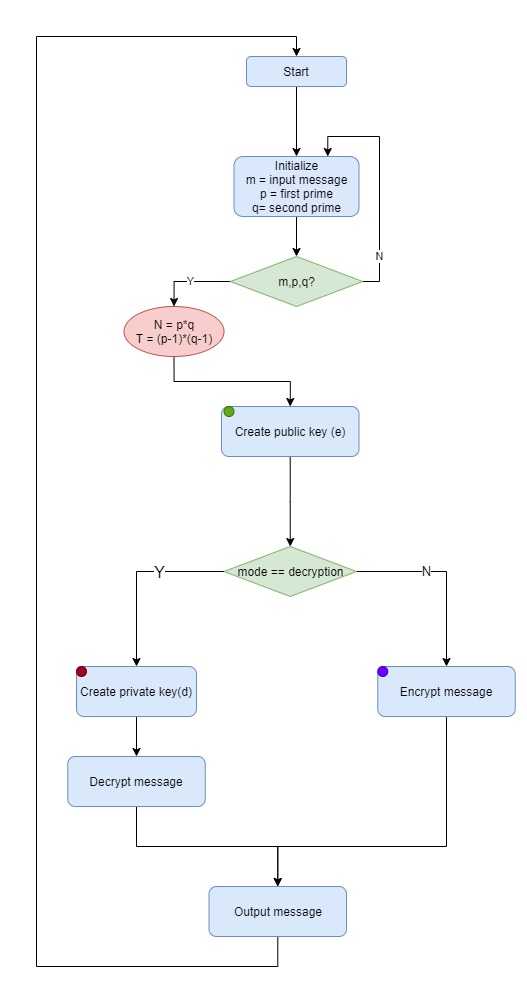 Start
Initialize
m = input message
p = first prime
q= second prime
N
m,p,q?
Y
N = p*q
T = (p-1)*(q-1)
Create public key (e)
mode == decryption
Y
N
Create private key(d)
Encrypt message
Decrypt message
Output message